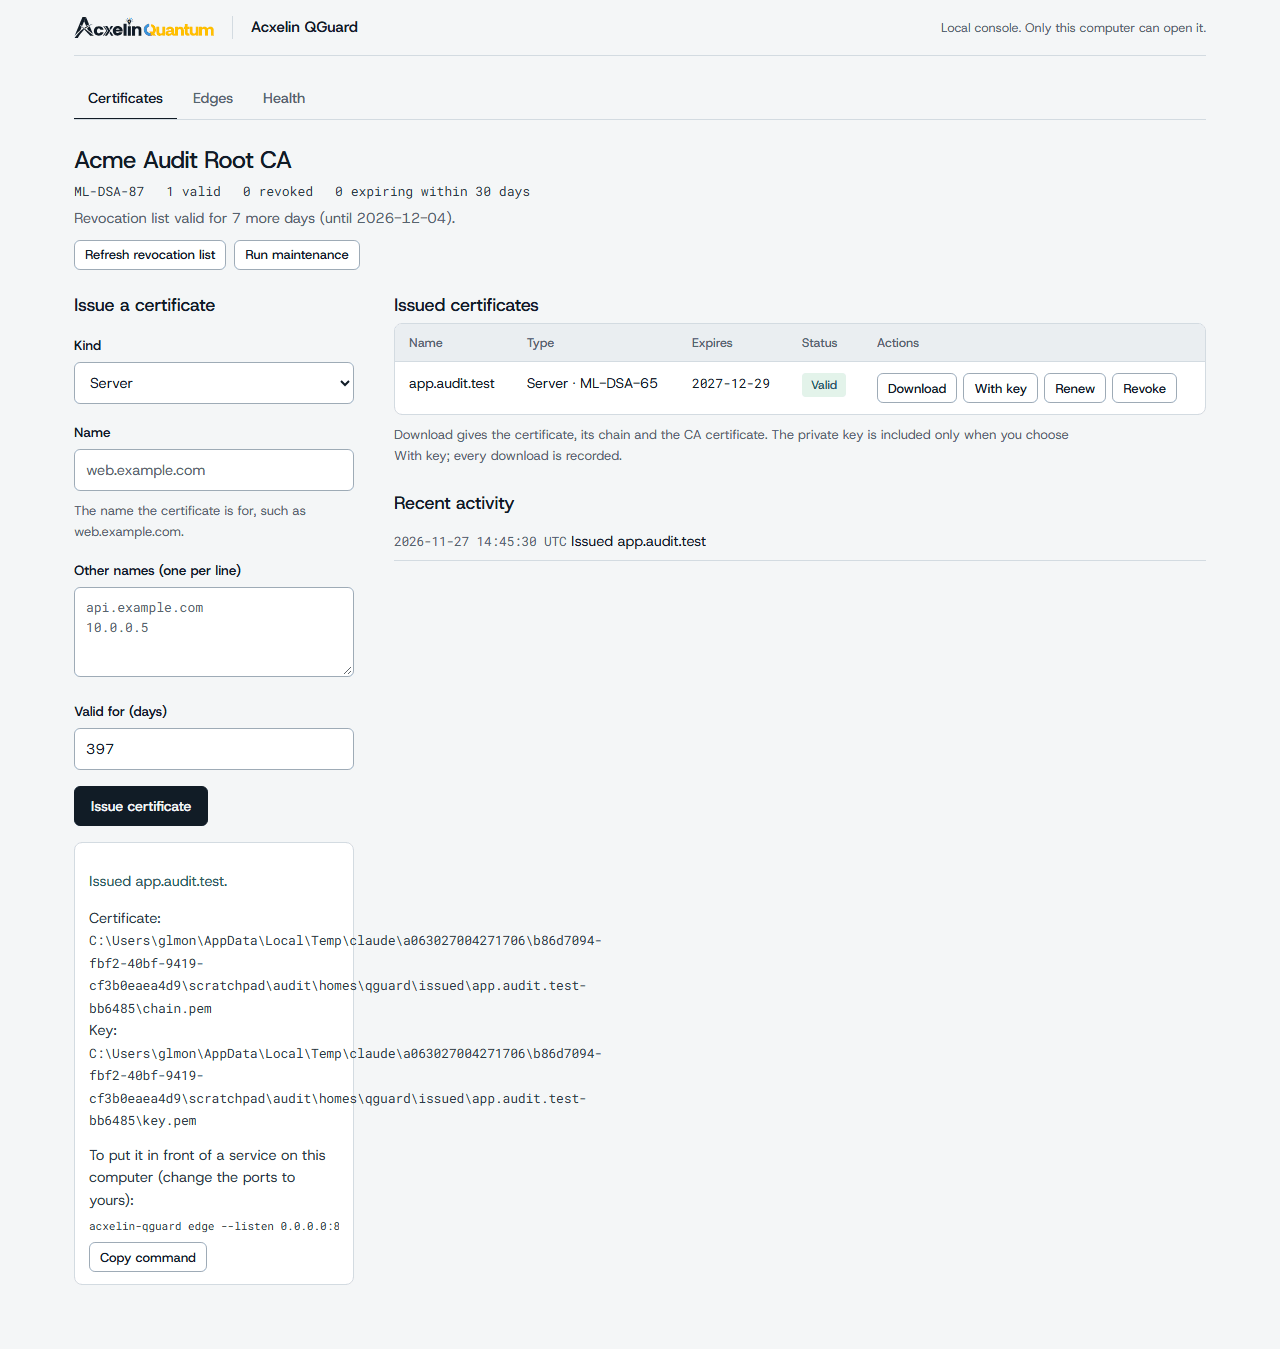 Acxelin Quantum
Acxelin QGuard
Local console. Only this computer can open it.
Certificates
Edges
Health
Acme Audit Root CA
ML-DSA-87 1 valid 0 revoked 0 expiring within 30 days
Revocation list valid for 7 more days (until 2026-12-04).
Refresh revocation list
Run maintenance
Issue a certificate
Kind
Server
Name
web.example.com
The name the certificate is for, such as
web.example.com.
Other names (one per line)
api.example.com
10.0.0.5
Valid for (days)
397
Issue certificate
Issued app.audit.test.
Certificate:
C:\Users\glmon\AppData\Local\Temp\claude\a063027004271706\b86d7094-
fbf2-40bf-9419-
cf3b0eaea4d9\scratchpad\audit\homes\qguard\issued\app.audit.test-
bb6485\chain.pem
Key:
C:\Users\glmon\AppData\Local\Temp\claude\a063027004271706\b86d7094-
fbf2-40bf-9419-
cf3b0eaea4d9\scratchpad\audit\homes\qguard\issued\app.audit.test-
bb6485\key.pem
To put it in front of a service on this
computer (change the ports to
yours):
acxelin-qguard edge --listen 0.0.0.0:8
Copy command
Issued certificates
Name Type Expires Status Actions
app.audit.test Server · ML-DSA-65 2027-12-29 Valid Download With key Renew Revoke
Download gives the certificate, its chain and the CA certificate. The private key is included only when you choose
With key; every download is recorded.
Recent activity
2026-11-27 14:45:30 UTC Issued app.audit.test